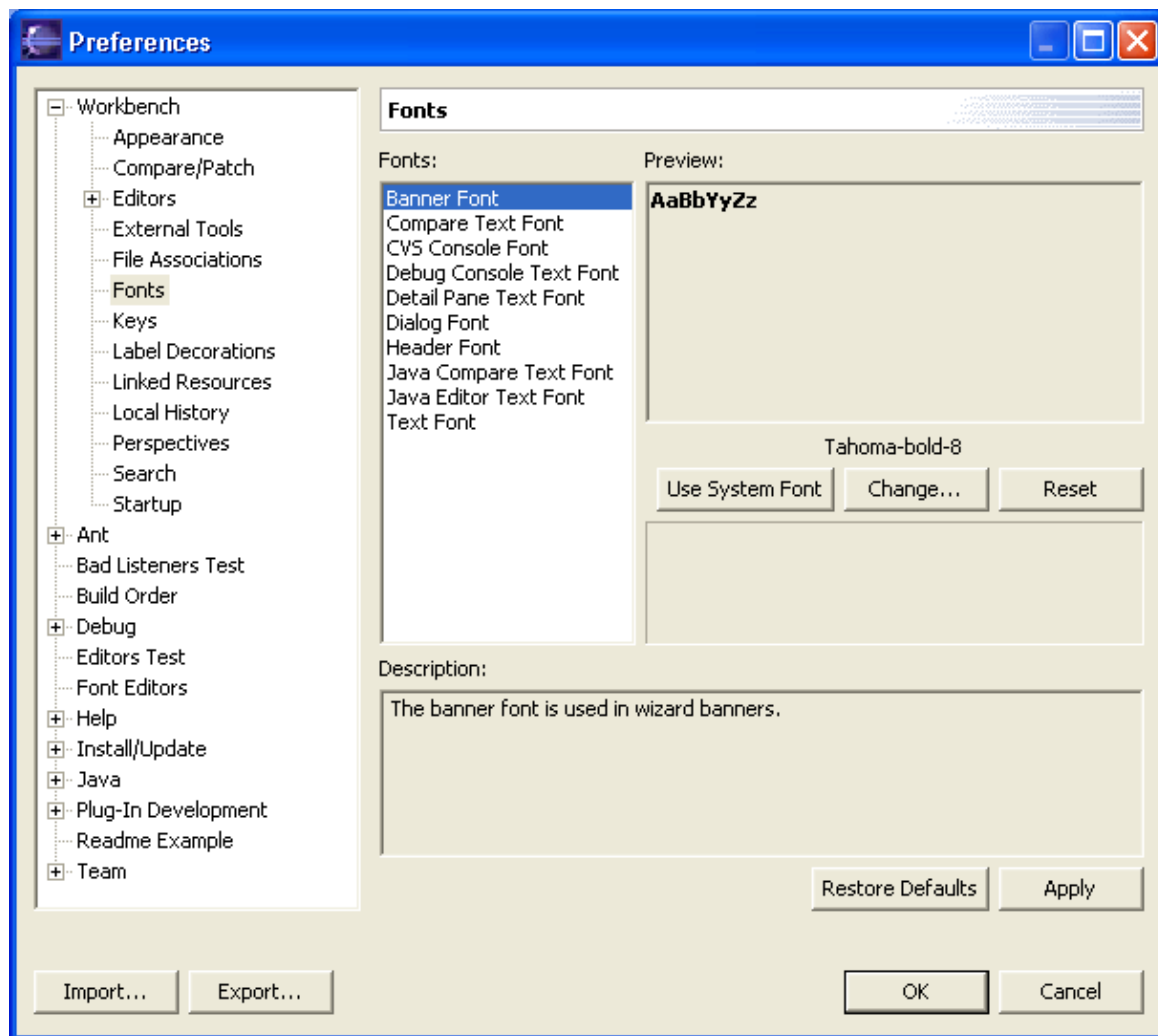 Preferences
Workbench
Appearance
Compare/Patch
Editors
External Tools
File Associations
Fonts
Keys
Label Decorations
Linked Resources
Local History
Perspectives
Search
Startup
Ant
Bad Listeners Test
Build Order
Debug
Editors Test
Font Editors
Help
Install/Update
Java
Plug-In Development
Readme Example
Team
Fonts
Fonts:
Banner Font
Compare Text Font
CVS Console Font
Debug Console Text Font
Detail Pane Text Font
Dialog Font
Header Font
Java Compare Text Font
Java Editor Text Font
Text Font
Preview:
AaBbYyZz
Tahoma-bold-8
Use System Font
Change...
Reset
Description:
The banner font is used in wizard banners.
Restore Defaults
Apply
Import...
Export...
OK
Cancel